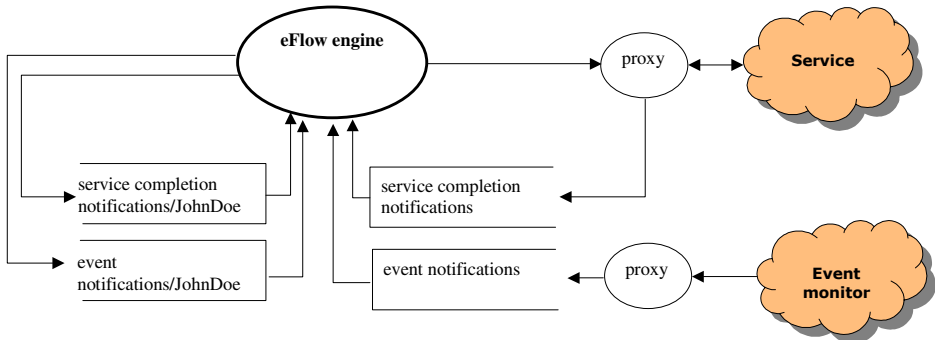 eFlow engine
proxy
Service
service completion
notifications/JohnDoe
service completion
notifications
event
notifications/JohnDoe
event notifications
proxy
Event
monitor